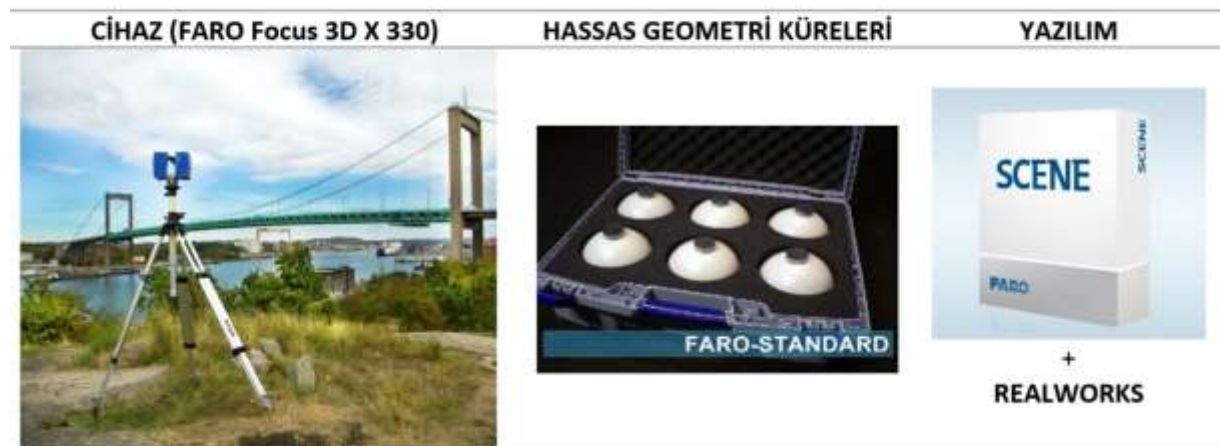 CİHAZ (FARO Focus 3D X 330)
HASSAS GEOMETRİ KÜRELERİ
YAZILIM
SCENE
SCENE
FARO
FARO-STANDARD
+
REALWORKS